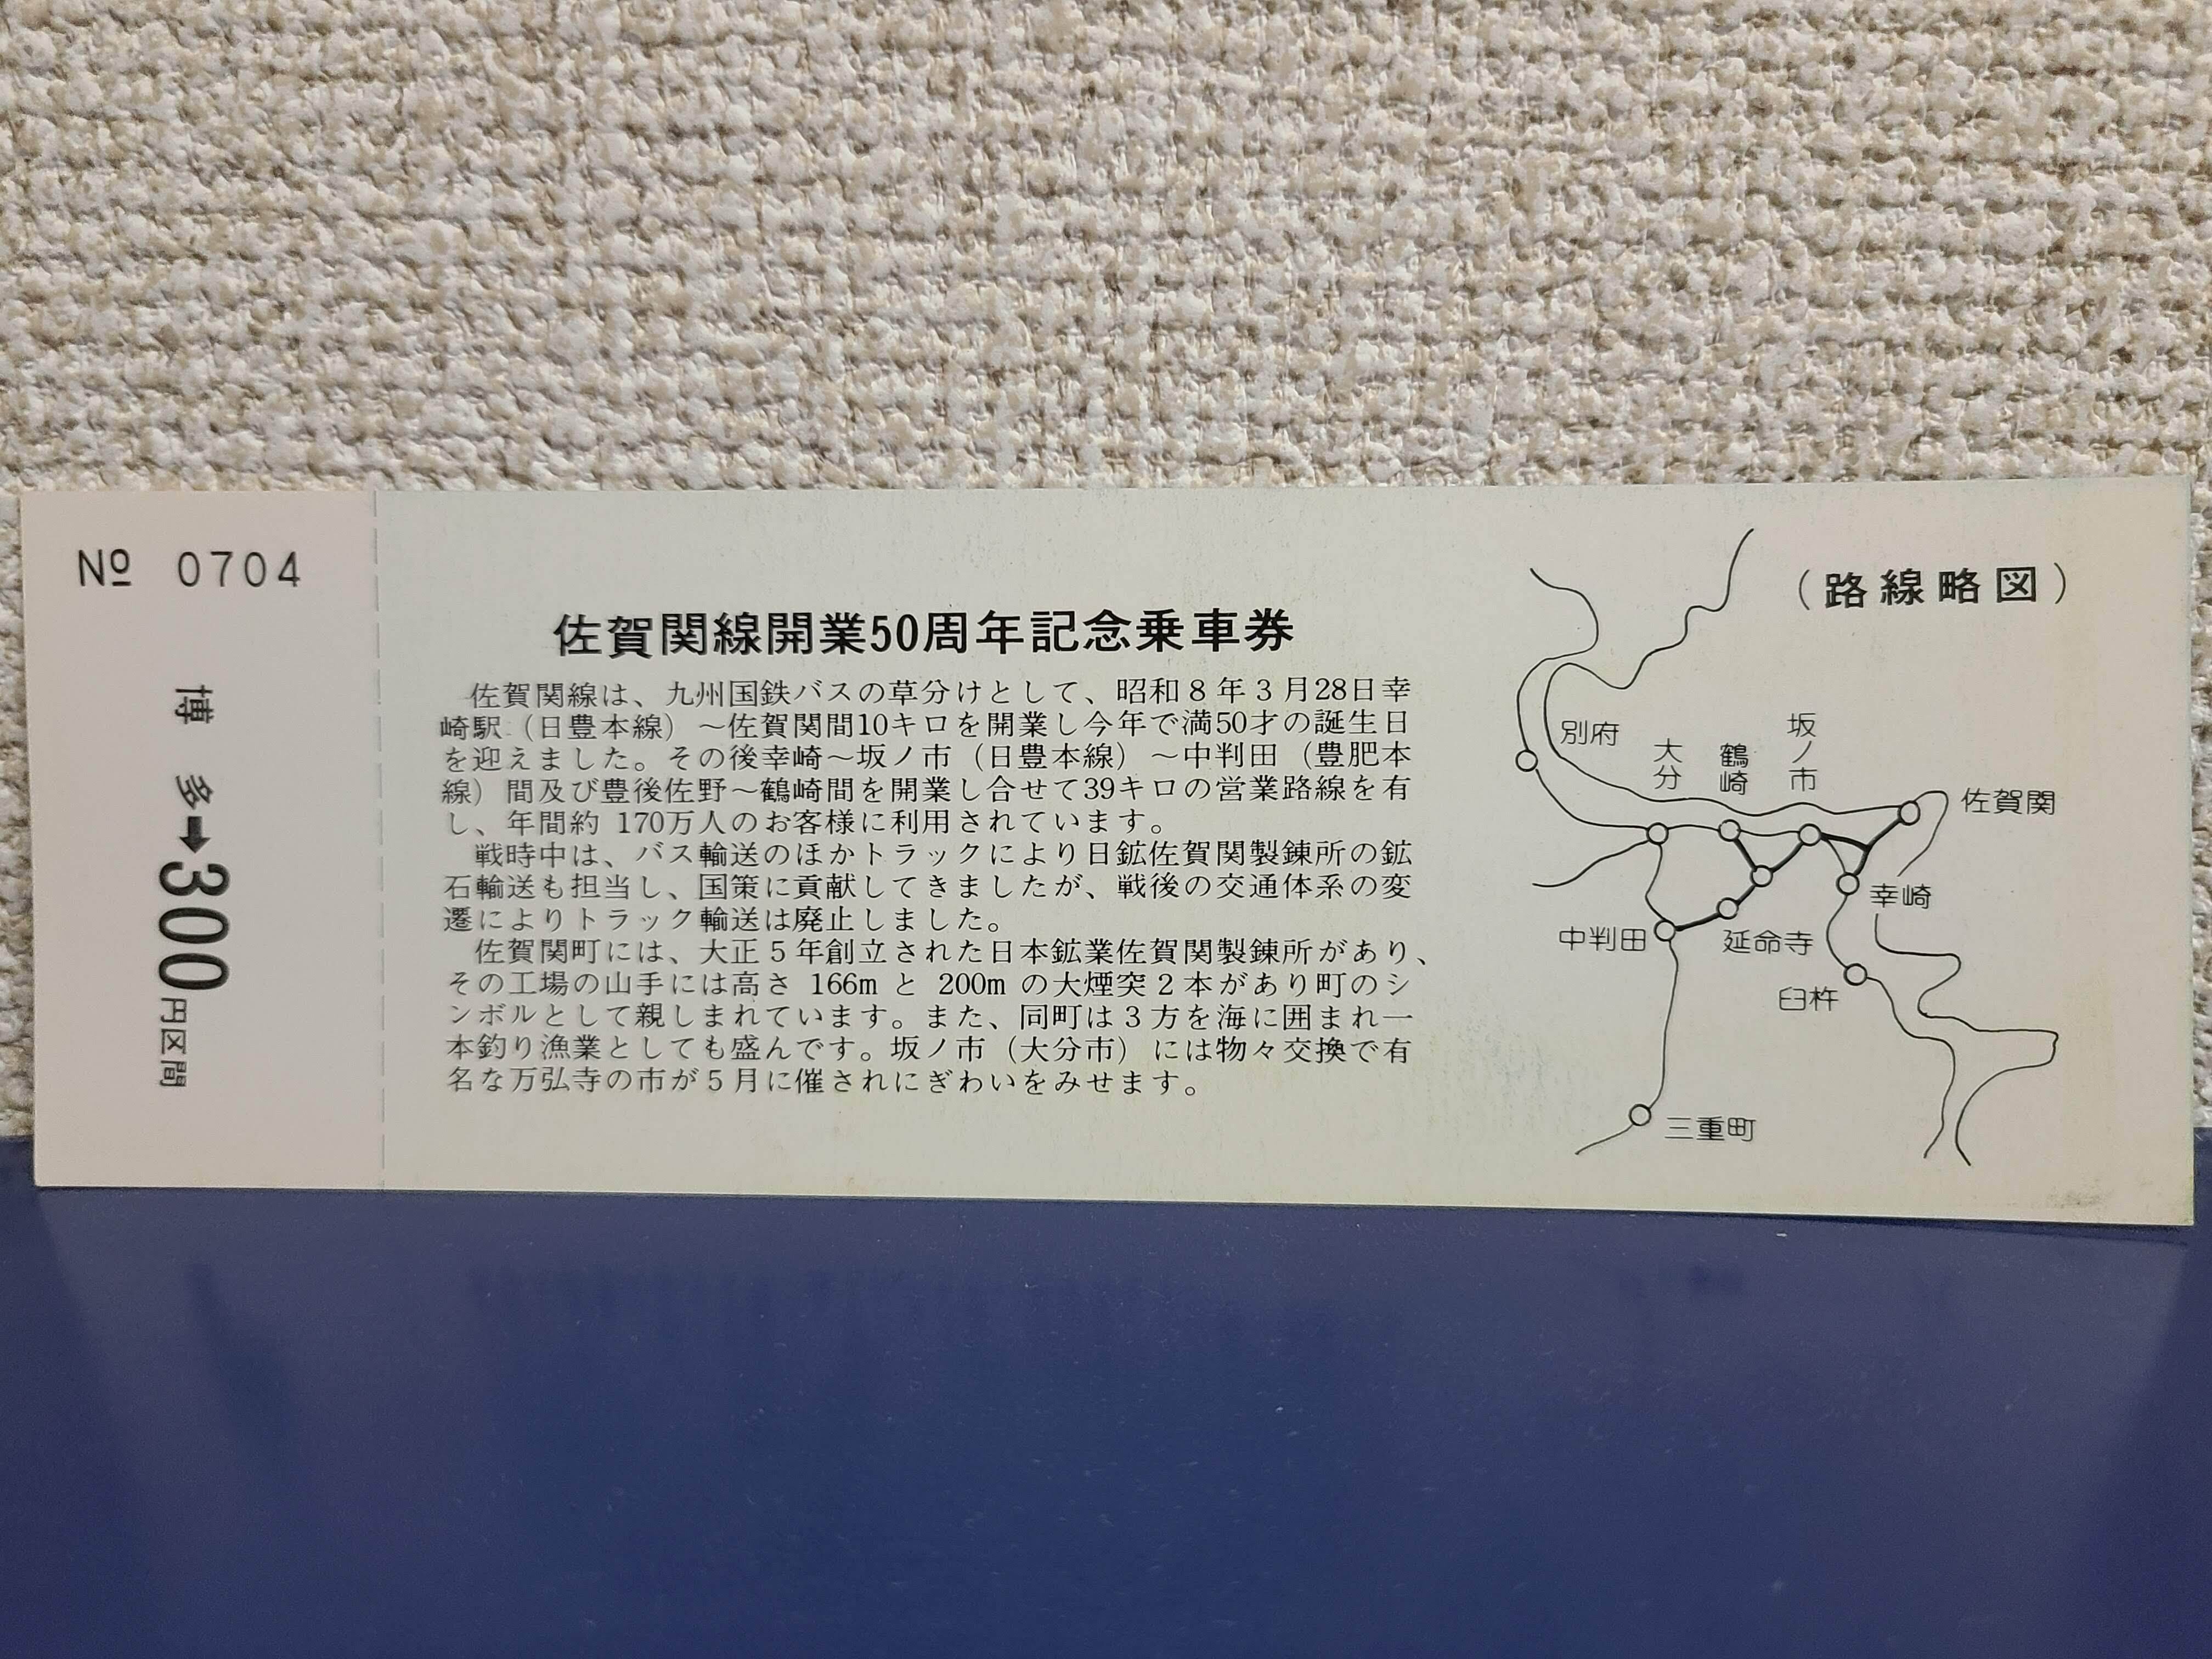 No 0704
博多➡300円区間
佐賀関線開業50周年記念乗車券
佐賀関線は、九州国鉄バスの草分けとして、昭和8年3月28日幸
崎駅（日豊本線）～佐賀関間10キロを開業し今年で満50才の誕生日
を迎えました。その後幸崎～坂ノ市（日豊本線）～中判田（豊肥本
線）間及び豊後佐野～鶴崎間を開業し合せて39キロの営業路線を有
し、年間約 170万人のお客様に利用されています。
戦時中は、バス輸送のほかトラックにより日鉱佐賀関製錬所の鉱
石輸送も担当し、国策に貢献してきましたが、戦後の交通体系の変
遷によりトラック輸送は廃止しました。
佐賀関町には、大正5年創立された日本鉱業佐賀関製錬所があり、
その工場の山手には高さ 166m と 200m の大煙突2本があり町のシ
ンボルとして親しまれています。また、同町は3方を海に囲まれ一
本釣り漁業としても盛んです。坂ノ市（大分市）には物々交換で有
名な万弘寺の市が5月に催されにぎわいをみせます。
（路線略図）
別府
大分
鶴崎
坂ノ市
佐賀関
幸崎
中判田
延命寺
臼杵
三重町